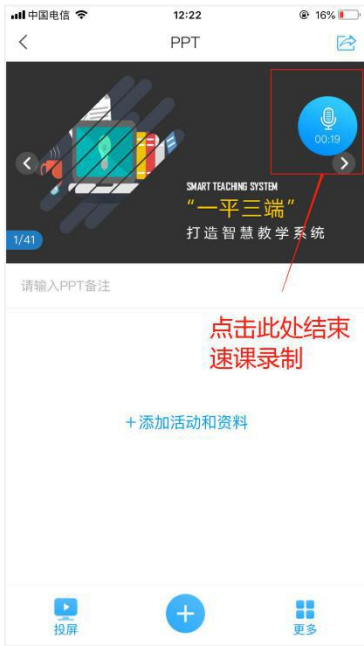 中国电信
12:22
16%
PPT
00:19
SMART TEACHING SYSTEM
“一平三端”
打造智慧教学系统
1/41
请输入PPT备注
点击此处结束
速课录制
+添加活动和资料
投屏
更多